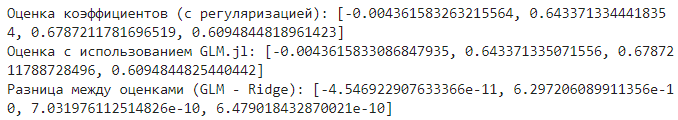 Оценка коэффициентов (с регуляризацией): [-0.004361583263215564, 0.643371334441835
4, 0.6787211781696519, 0.6094844818961423]
Оценка с использованием GLM.jl: [-0.0043615833086847935, 0.643371335071556, 0.6787
211788728496, 0.6094844825440442]
Разница между оценками (GLM - Ridge): [-4.546922907633366e-11, 6.297206089911356e-1
0, 7.031976112514826e-10, 6.479018432870021e-10]